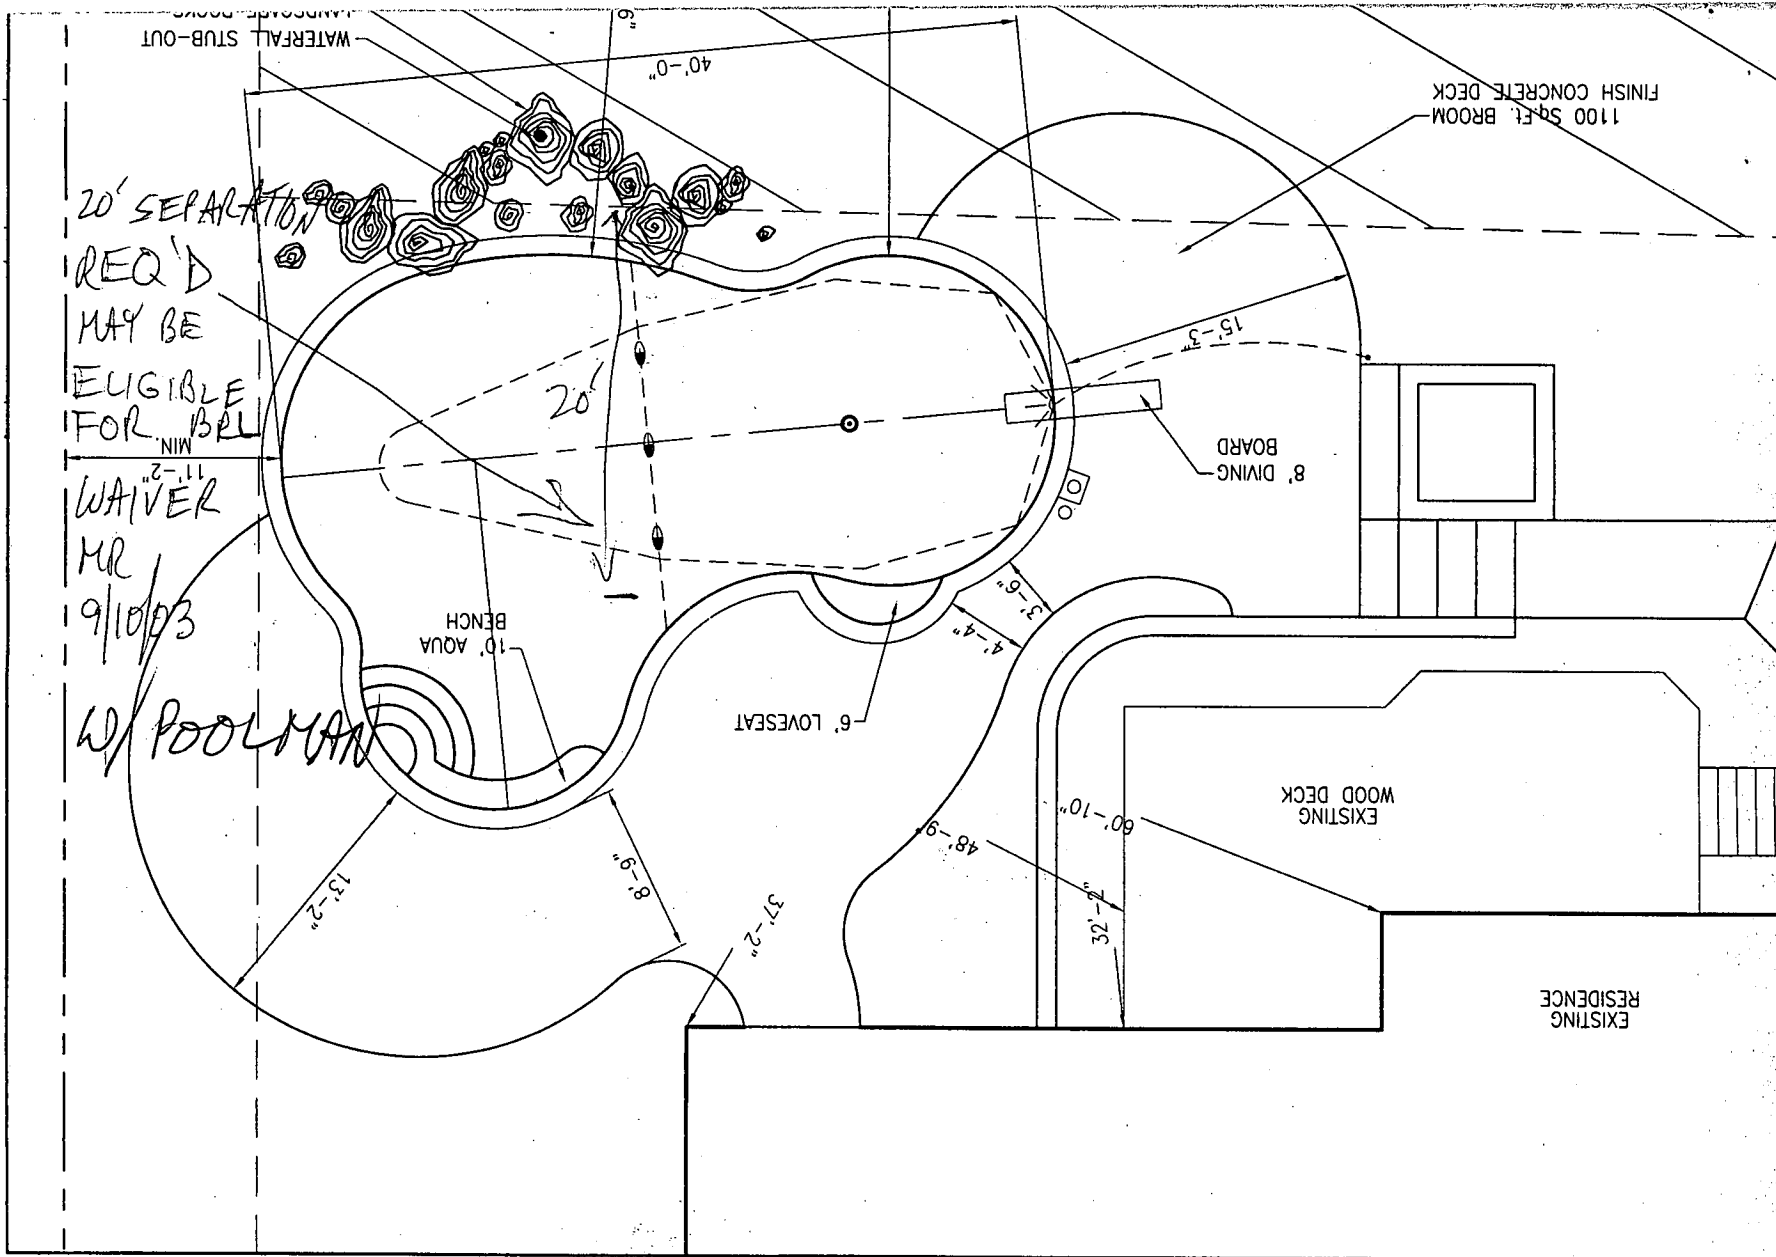 LANDSCAPE ROCKS
WATERFALL STUB-OUT
6"
40'-0"
1100 Sq.Ft. BROOM
FINISH CONCRETE DECK
20' SEPARATION
REQ'D
MAY BE
ELIGIBLE
FOR BRL
WAIVER
MR
9/10/03
W/ POOLMAN
11'-2"
MIN
20'
15'-3"
8' DIVING
BOARD
3'-6"
4'-4"
10' AQUA
BENCH
6' LOVESEAT
13'-2"
8'-9"
37'-2"
48'-9
60'-10"
32'-2"
EXISTING
WOOD DECK
EXISTING
RESIDENCE